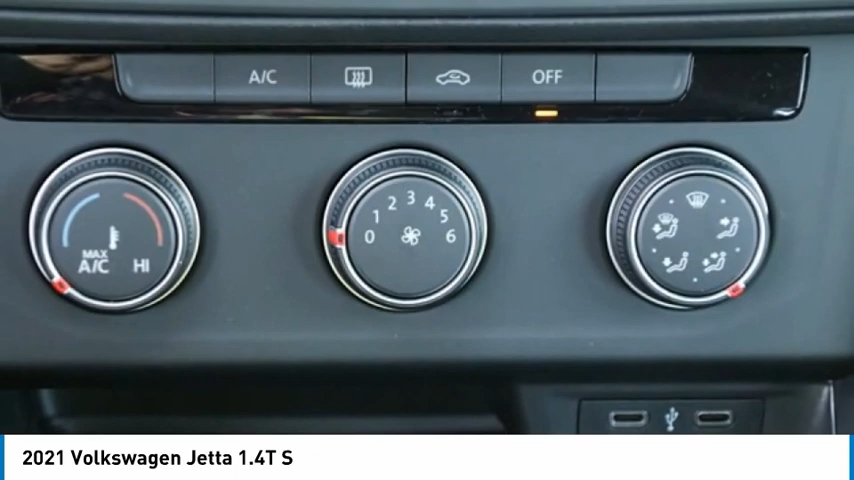 A/C OFF
MAX
A/C HI
0 1 2 3 4 5 6
2021 Volkswagen Jetta 1.4T S